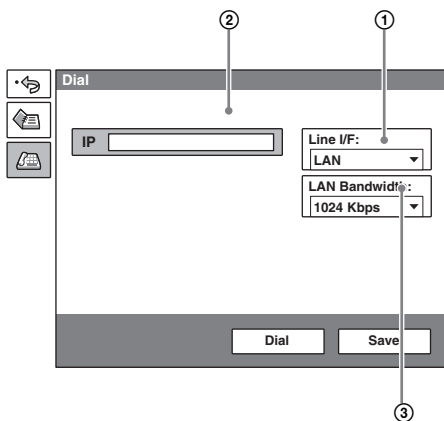 ② ①
Dial
IP
Line I/F:
LAN
LAN Bandwidth:
1024 Kbps
Dial Save
③